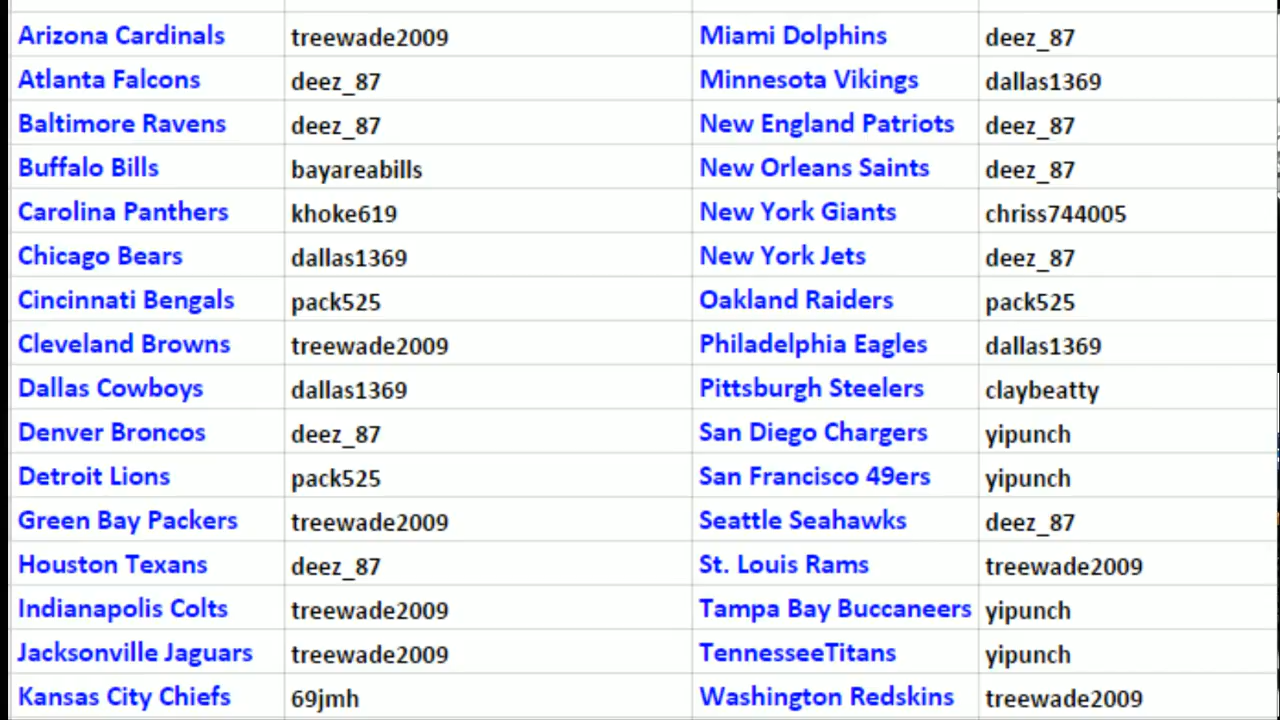 Arizona Cardinals treewade2009 Miami Dolphins deez_87
Atlanta Falcons deez_87 Minnesota Vikings dallas1369
Baltimore Ravens deez_87 New England Patriots deez_87
Buffalo Bills bayareabills New Orleans Saints deez_87
Carolina Panthers khoke619 New York Giants chriss744005
Chicago Bears dallas1369 New York Jets deez_87
Cincinnati Bengals pack525 Oakland Raiders pack525
Cleveland Browns treewade2009 Philadelphia Eagles dallas1369
Dallas Cowboys dallas1369 Pittsburgh Steelers claybeatty
Denver Broncos deez_87 San Diego Chargers yipunch
Detroit Lions pack525 San Francisco 49ers yipunch
Green Bay Packers treewade2009 Seattle Seahawks deez_87
Houston Texans deez_87 St. Louis Rams treewade2009
Indianapolis Colts treewade2009 Tampa Bay Buccaneers yipunch
Jacksonville Jaguars treewade2009 TennesseeTitans yipunch
Kansas City Chiefs 69jmh Washington Redskins treewade2009